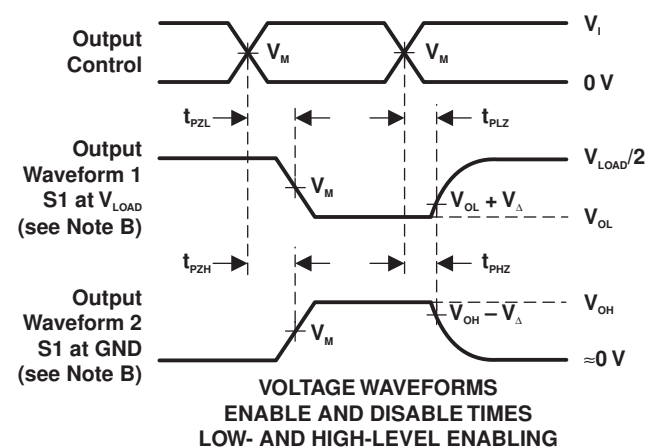 Output
Control
V_M
V_M
V_I
0 V
t_PZL
t_PLZ
Output
Waveform 1
S1 at V_LOAD
(see Note B)
V_M
V_LOAD/2
V_OL + V_Δ
V_OL
t_PZH
t_PHZ
Output
Waveform 2
S1 at GND
(see Note B)
V_M
V_OH – V_Δ
V_OH
≈0 V
VOLTAGE WAVEFORMS
ENABLE AND DISABLE TIMES
LOW- AND HIGH-LEVEL ENABLING